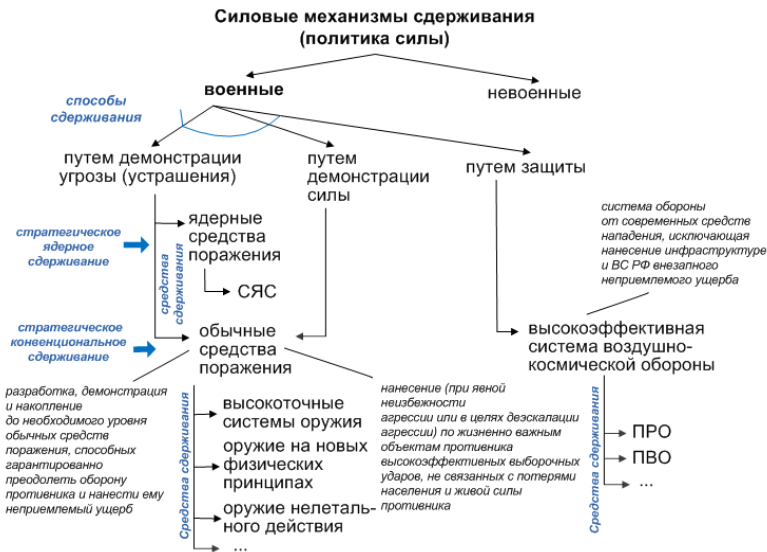 Силовые механизмы сдерживания
(политика силы)
военные
невоенные
способы
сдерживания
путем демонстрации
угрозы (устрашения)
путем
демонстрации
силы
путем защиты
стратегическое
ядерное
сдерживание
ядерные
средства
поражения
СЯС
средства
сдерживания
система обороны
от современных средств
нападения, исключающая
нанесение инфраструктуре
и ВС РФ внезапного
неприемлемого ущерба
стратегическое
конвенциональное
сдерживание
обычные
средства
поражения
высокоэффективная
система воздушно-
космической обороны
разработка, демонстрация
и накопление
до необходимого уровня
обычных средств
поражения, способных
гарантированно
преодолеть оборону
противника и нанести ему
неприемлемый ущерб
Средства сдерживания
высокоточные
системы оружия
оружие на новых
физических
принципах
оружие нелеталь-
ного действия
...
нанесение (при явной
неизбежности
агрессии или в целях деэскалации
агрессии) по жизненно важным
объектам противника
высокоэффективных выборочных
ударов, не связанных с потерями
населения и живой силы
противника
Средства сдерживания
ПРО
ПВО
...